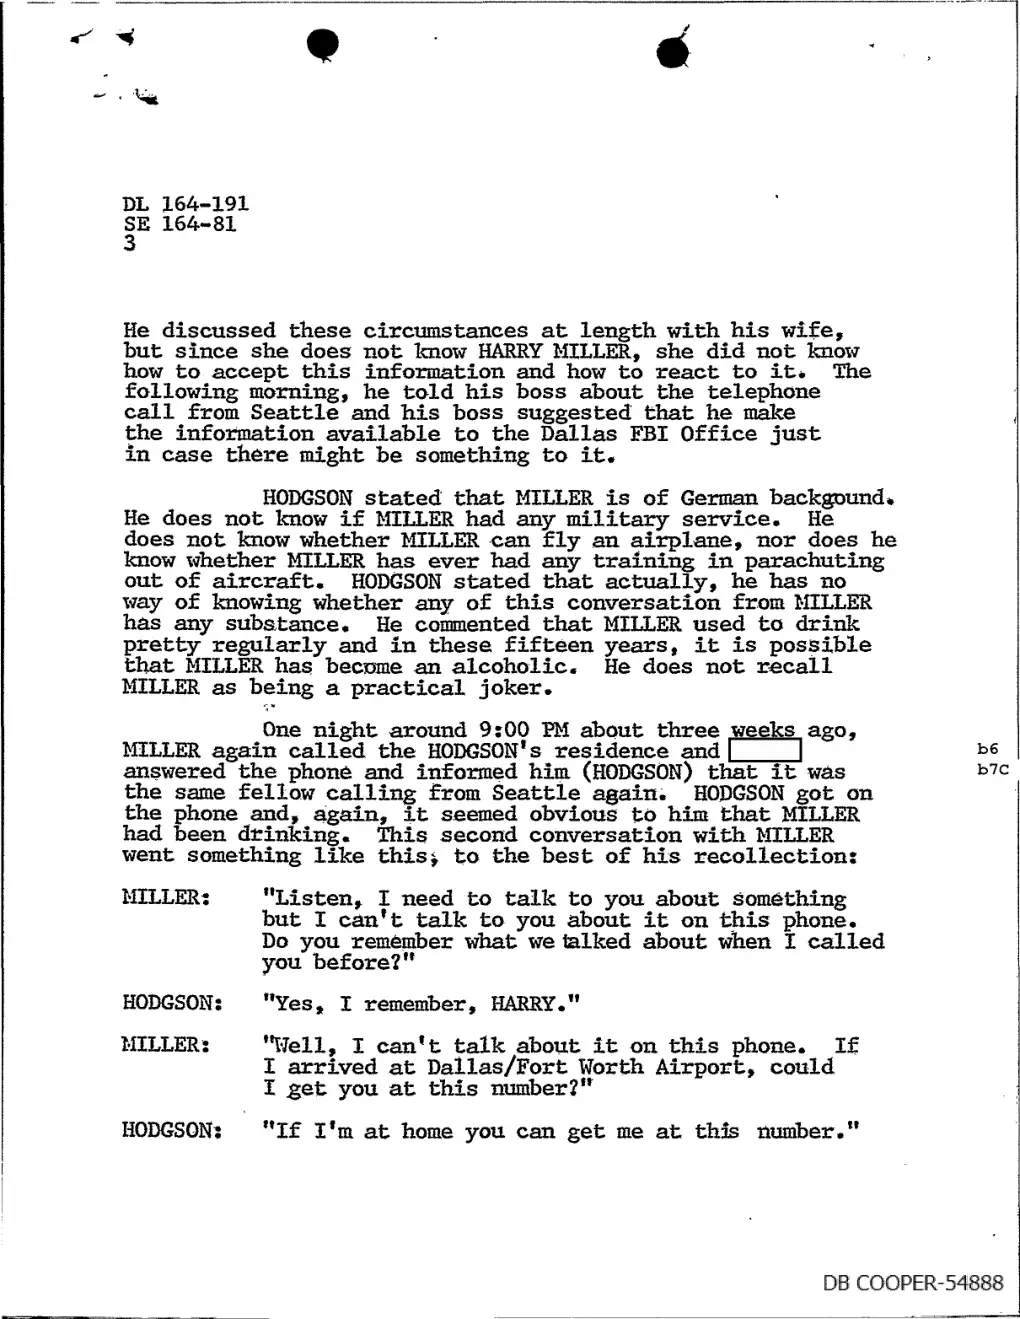 DL 164-191
SE 164-81
3
He discussed these circumstances at length with his wife,
but since she does not know HARRY MILLER, she did not know
how to accept this information and how to react to it. The
following morning, he told his boss about the telephone
call from Seattle and his boss suggested that he make
the information available to the Dallas FBI Office just
in case there might be something to it.
HODGSON stated that MILLER is of German backgound.
He does not know if MILLER had any military service. He
does not know whether MILLER can fly an airplane, nor does he
know whether MILLER has ever had any training in parachuting
out of aircraft. HODGSON stated that actually, he has no
way of knowing whether any of this conversation from MILLER
has any substance. He commented that MILLER used to drink
pretty regularly and in these fifteen years, it is possible
that MILLER has become an alcoholic. He does not recall
MILLER as being a practical joker.
One night around 9:00 PM about three weeks ago,
MILLER again called the HODGSON's residence and b6
answered the phone and informed him (HODGSON) that it was b7C
the same fellow calling from Seattle again. HODGSON got on
the phone and, again, it seemed obvious to him that MILLER
had been drinking. This second conversation with MILLER
went something like this, to the best of his recollection:
MILLER: "Listen, I need to talk to you about something
but I can't talk to you about it on this phone.
Do you remember what we talked about when I called
you before?"
HODGSON: "Yes, I remember, HARRY."
MILLER: "Well, I can't talk about it on this phone. If
I arrived at Dallas/Fort Worth Airport, could
I get you at this number?"
HODGSON: "If I'm at home you can get me at this number."
DB COOPER-54888